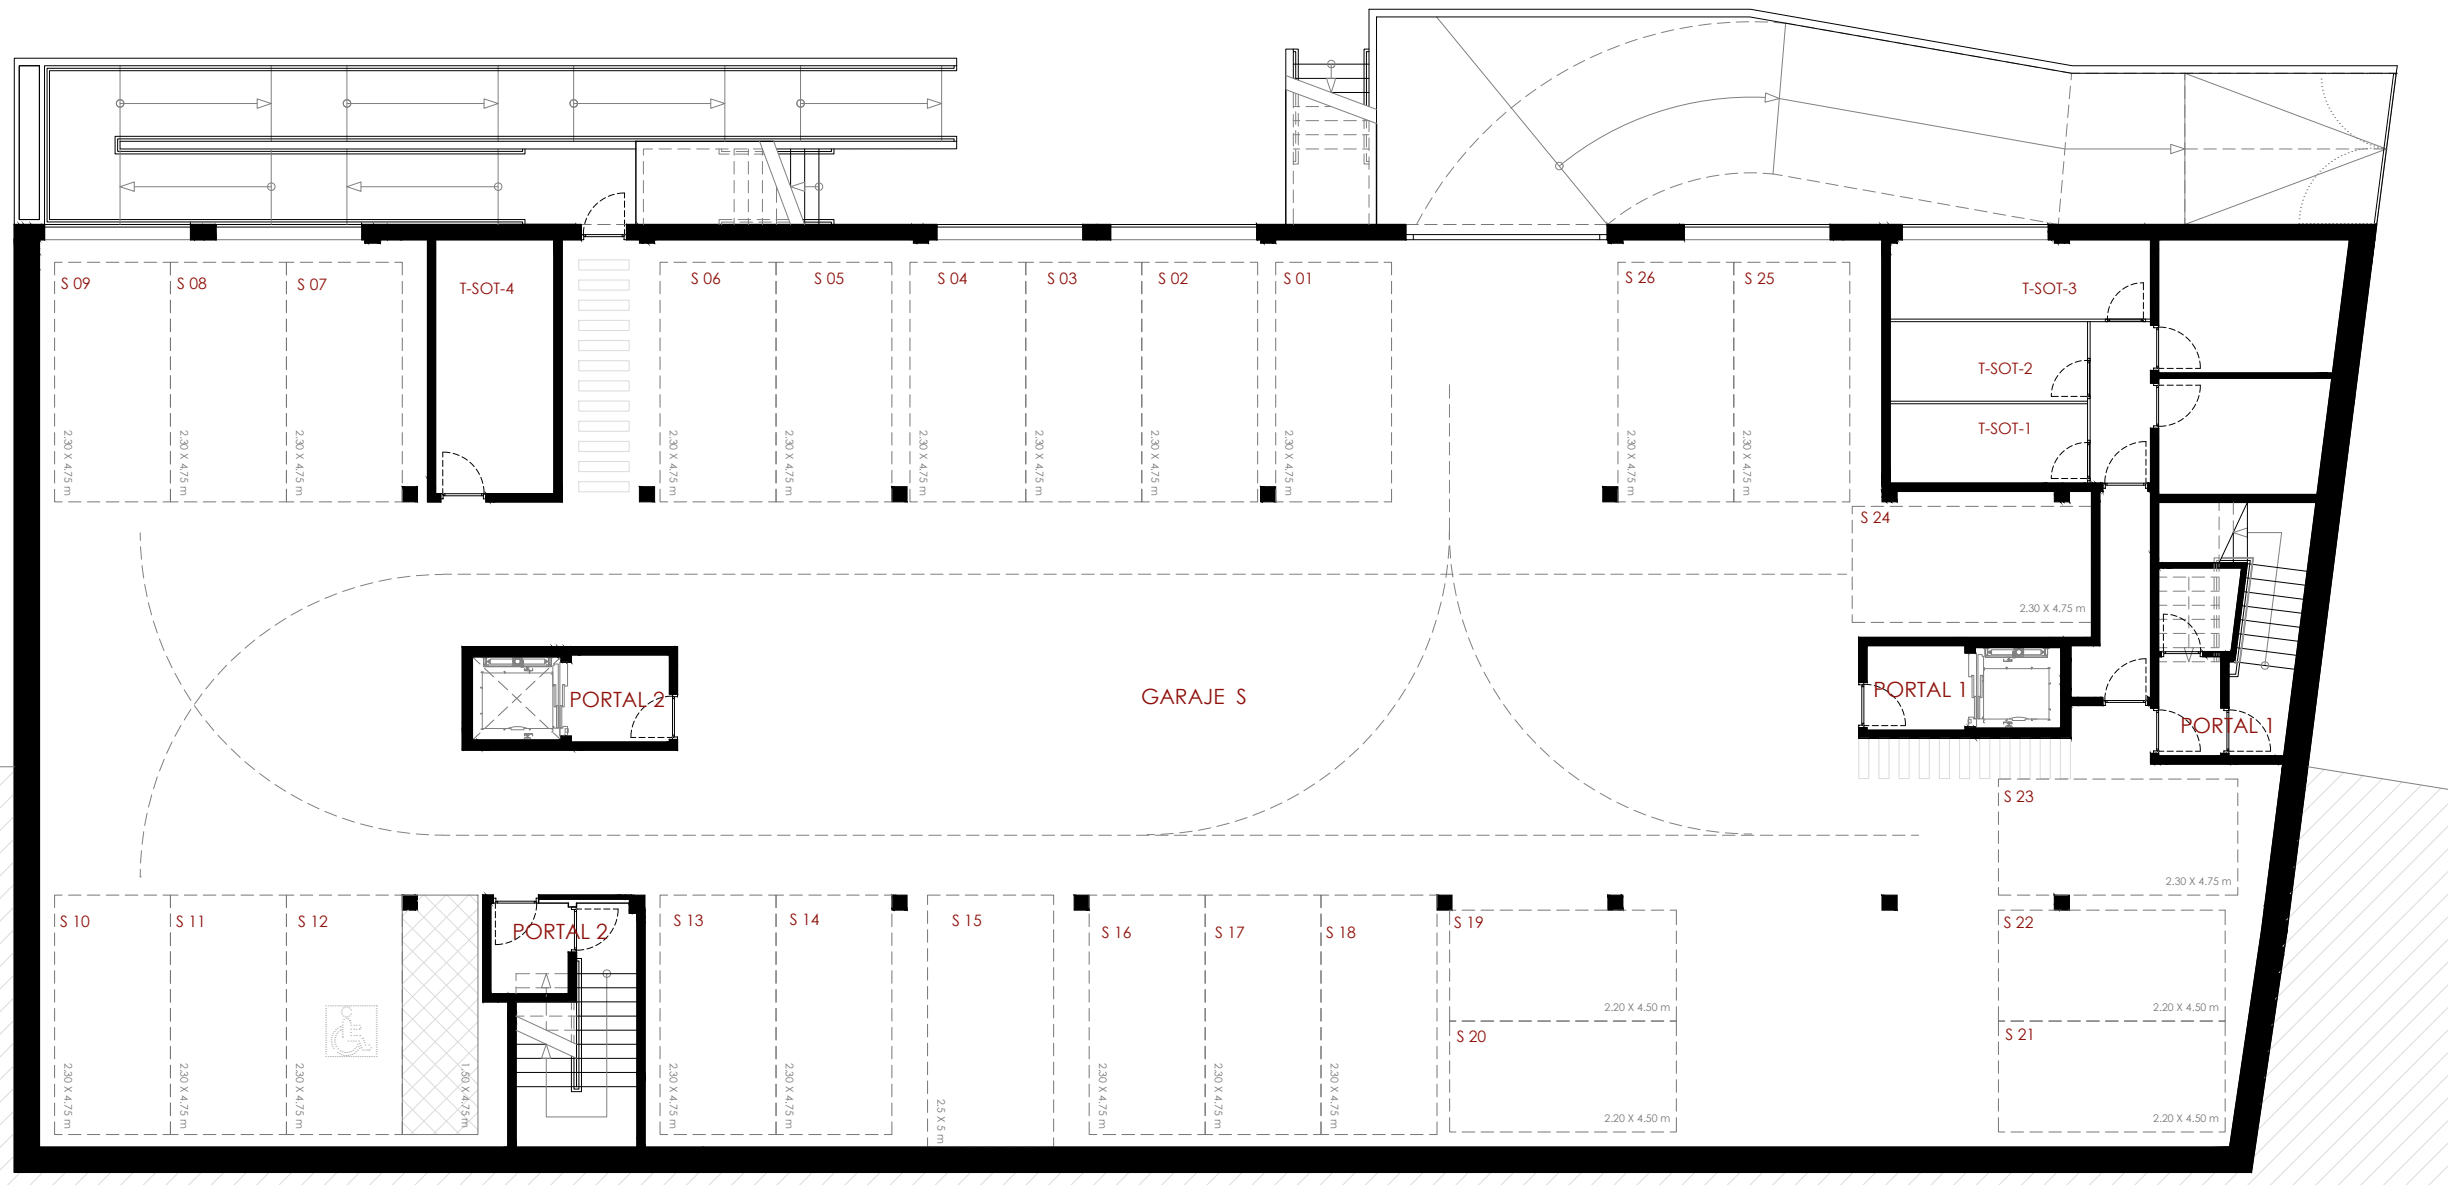 S 09
S 08
S 07
T-SOT-4
S 06
S 05
S 04
S 03
S 02
S 01
S 26
S 25
T-SOT-3
T-SOT-2
T-SOT-1
2.30 X 4.75 m
2.30 X 4.75 m
2.30 X 4.75 m
2.30 X 4.75 m
2.30 X 4.75 m
2.30 X 4.75 m
2.30 X 4.75 m
2.30 X 4.75 m
2.30 X 4.75 m
2.30 X 4.75 m
2.30 X 4.75 m
S 24
2.30 X 4.75 m
PORTAL 2
GARAJE S
PORTAL 1
PORTAL 1
S 23
2.30 X 4.75 m
S 10
S 11
S 12
PORTAL 2
S 13
S 14
S 15
S 16
S 17
S 18
S 19
S 22
2.20 X 4.50 m
2.20 X 4.50 m
S 20
S 21
2.30 X 4.75 m
2.30 X 4.75 m
2.30 X 4.75 m
1.50 X 4.75 m
2.30 X 4.75 m
2.30 X 4.75 m
2.5 X 5 m
2.30 X 4.75 m
2.30 X 4.75 m
2.30 X 4.75 m
2.20 X 4.50 m
2.20 X 4.50 m